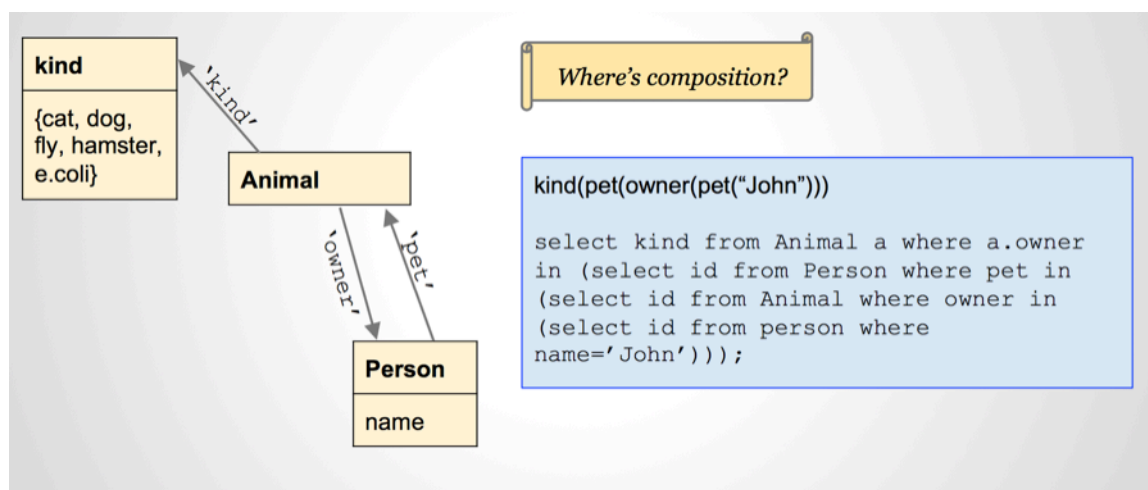 kind
{cat, dog,
fly, hamster,
e.coli}
‘kind’
Animal
‘owner’
‘pet’
Person
name
Where’s composition?
kind(pet(owner(pet(“John”)))
select kind from Animal a where a.owner
in (select id from Person where pet in
(select id from Animal where owner in
(select id from person where
name=’John’)));